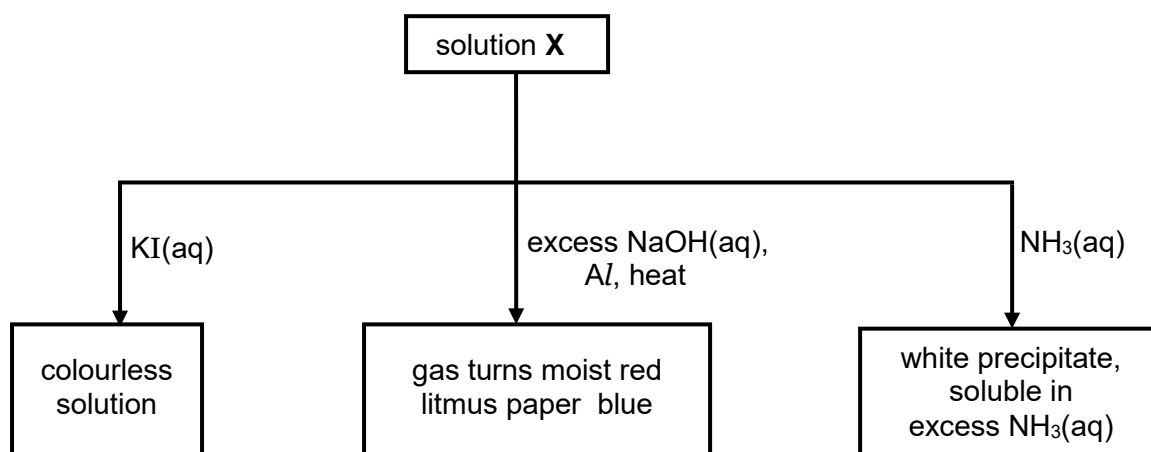 solution X
KI(aq)
excess NaOH(aq),
Al, heat
NH₃(aq)
colourless
solution
gas turns moist red
litmus paper blue
white precipitate,
soluble in
excess NH₃(aq)